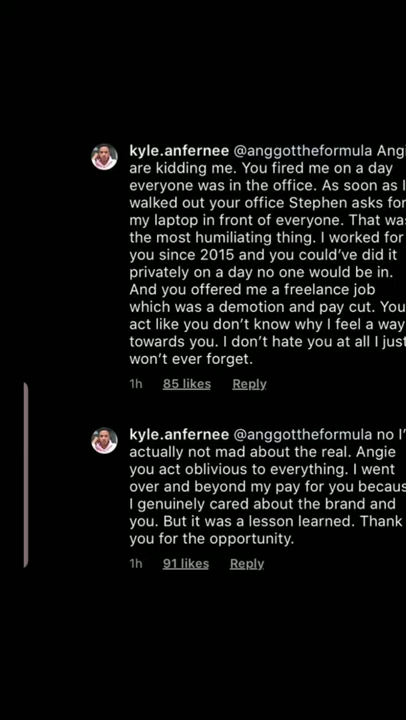 kyle.anfernee @anggottheformula Angi
are kidding me. You fired me on a day
everyone was in the office. As soon as I
walked out your office Stephen asks for
my laptop in front of everyone. That was
the most humiliating thing. I worked for
you since 2015 and you could've did it
privately on a day no one would be in.
And you offered me a freelance job
which was a demotion and pay cut. You
act like you don't know why I feel a way
towards you. I don't hate you at all I just
won't ever forget.
1h 85 likes Reply
kyle.anfernee @anggottheformula no I'
actually not mad about the real. Angie
you act oblivious to everything. I went
over and beyond my pay for you becaus
I genuinely cared about the brand and
you. But it was a lesson learned. Thank
you for the opportunity.
1h 91 likes Reply